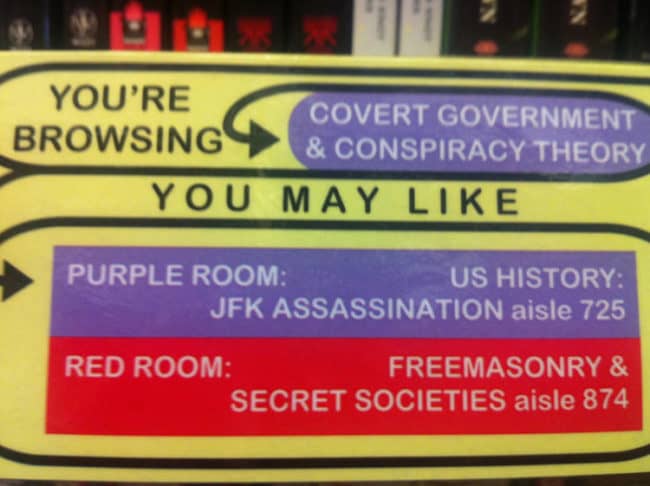 YOU'RE
BROWSING
COVERT GOVERNMENT
& CONSPIRACY THEORY
YOU MAY LIKE
PURPLE ROOM: US HISTORY:
JFK ASSASSINATION aisle 725
RED ROOM: FREEMASONRY &
SECRET SOCIETIES aisle 874